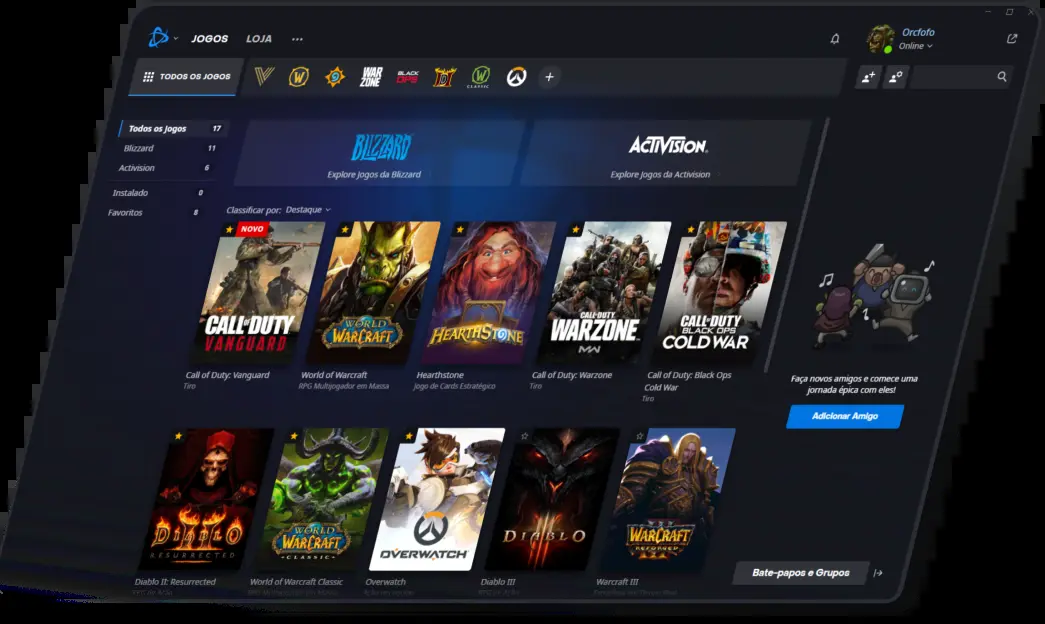 JOGOS
LOJA
Orcfofo
Online
TODOS OS JOGOS
WAR
ZONE
BLACK
OPS
CLASSIC
Todos os Jogos 17
Blizzard 11
Activision 6
Instalado 0
Favoritos 8
BLIZZARD
Explore Jogos da Blizzard
ACTIVISION
Explore Jogos da Activision
Classificar por: Destaque
NOVO
CALL OF DUTY
VANGUARD
WORLD
OF
WARCRAFT
HEARTHSTONE
CALL OF DUTY
WARZONE
MW
CALL OF DUTY
BLACK OPS
COLD WAR
Call of Duty: Vanguard
Tiro
World of Warcraft
RPG Multijogador em Massa
Hearthstone
Jogo de Cards Estratégico
Call of Duty: Warzone
Tiro
Call of Duty: Black Ops
Cold War
Tiro
Faça novos amigos e comece uma
jornada épica com eles!
Adicionar Amigo
DIABLO
II
RESURRECTED
WORLD
OF
WARCRAFT
CLASSIC
OVERWATCH
DIABLO
III
WARCRAFT
III
REFORGED
Diablo II: Resurrected
World of Warcraft Classic
Overwatch
Diablo III
Warcraft III
Bate-papos e Grupos